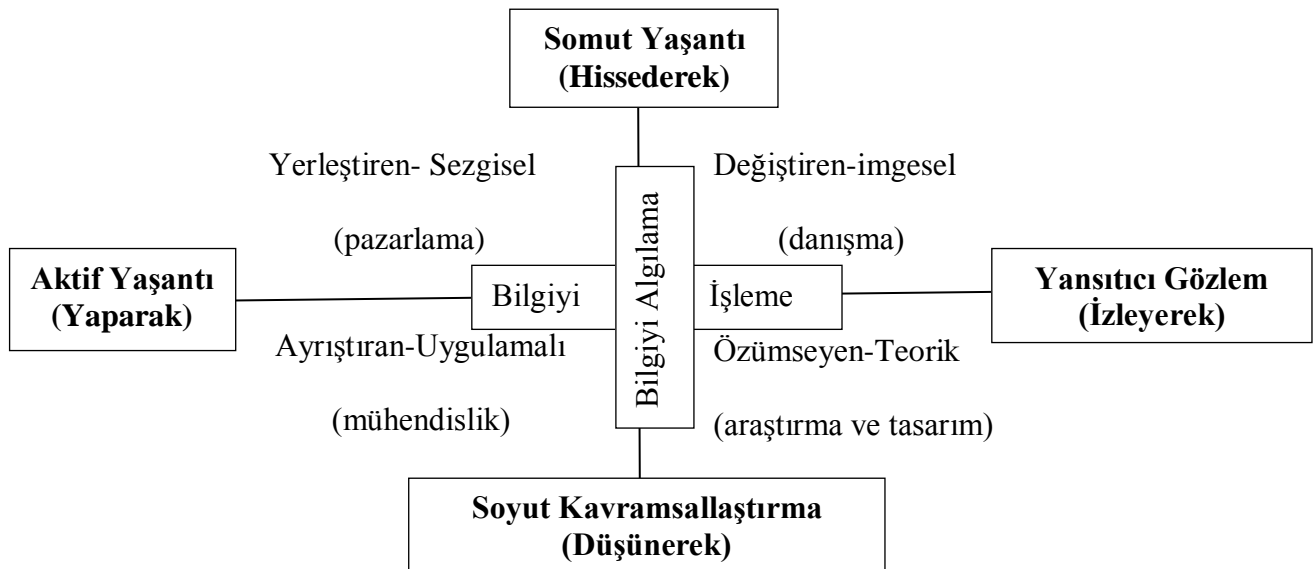 Somut Yaşantı
(Hissederek)
Yerleştiren- Sezgisel
(pazarlama)
Değiştiren-imgesel
(danışma)
Aktif Yaşantı
(Yaparak)
Bilgiyi
Bilgiyi Algılama
İşleme
Yansıtıcı Gözlem
(İzleyerek)
Ayrıştıran-Uygulamalı
(mühendislik)
Özümseyen-Teorik
(araştırma ve tasarım)
Soyut Kavramsallaştırma
(Düşünerek)